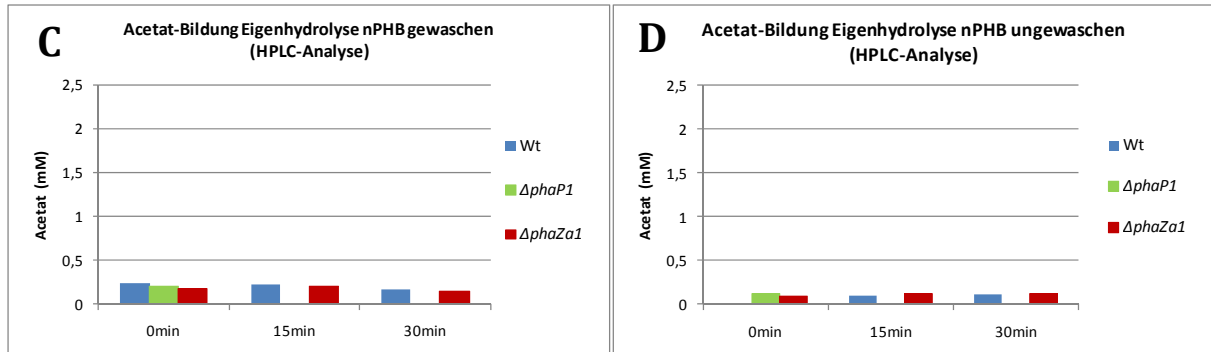 C
Acetat-Bildung Eigenhydrolyse nPHB gewaschen
(HPLC-Analyse)
Acetat (mM)
2,5
2
1,5
1
0,5
0
0min 15min 30min
Wt
ΔphaP1
ΔphaZa1
D
Acetat-Bildung Eigenhydrolyse nPHB ungewaschen
(HPLC-Analyse)
Acetat (mM)
2,5
2
1,5
1
0,5
0
0min 15min 30min
Wt
ΔphaP1
ΔphaZa1